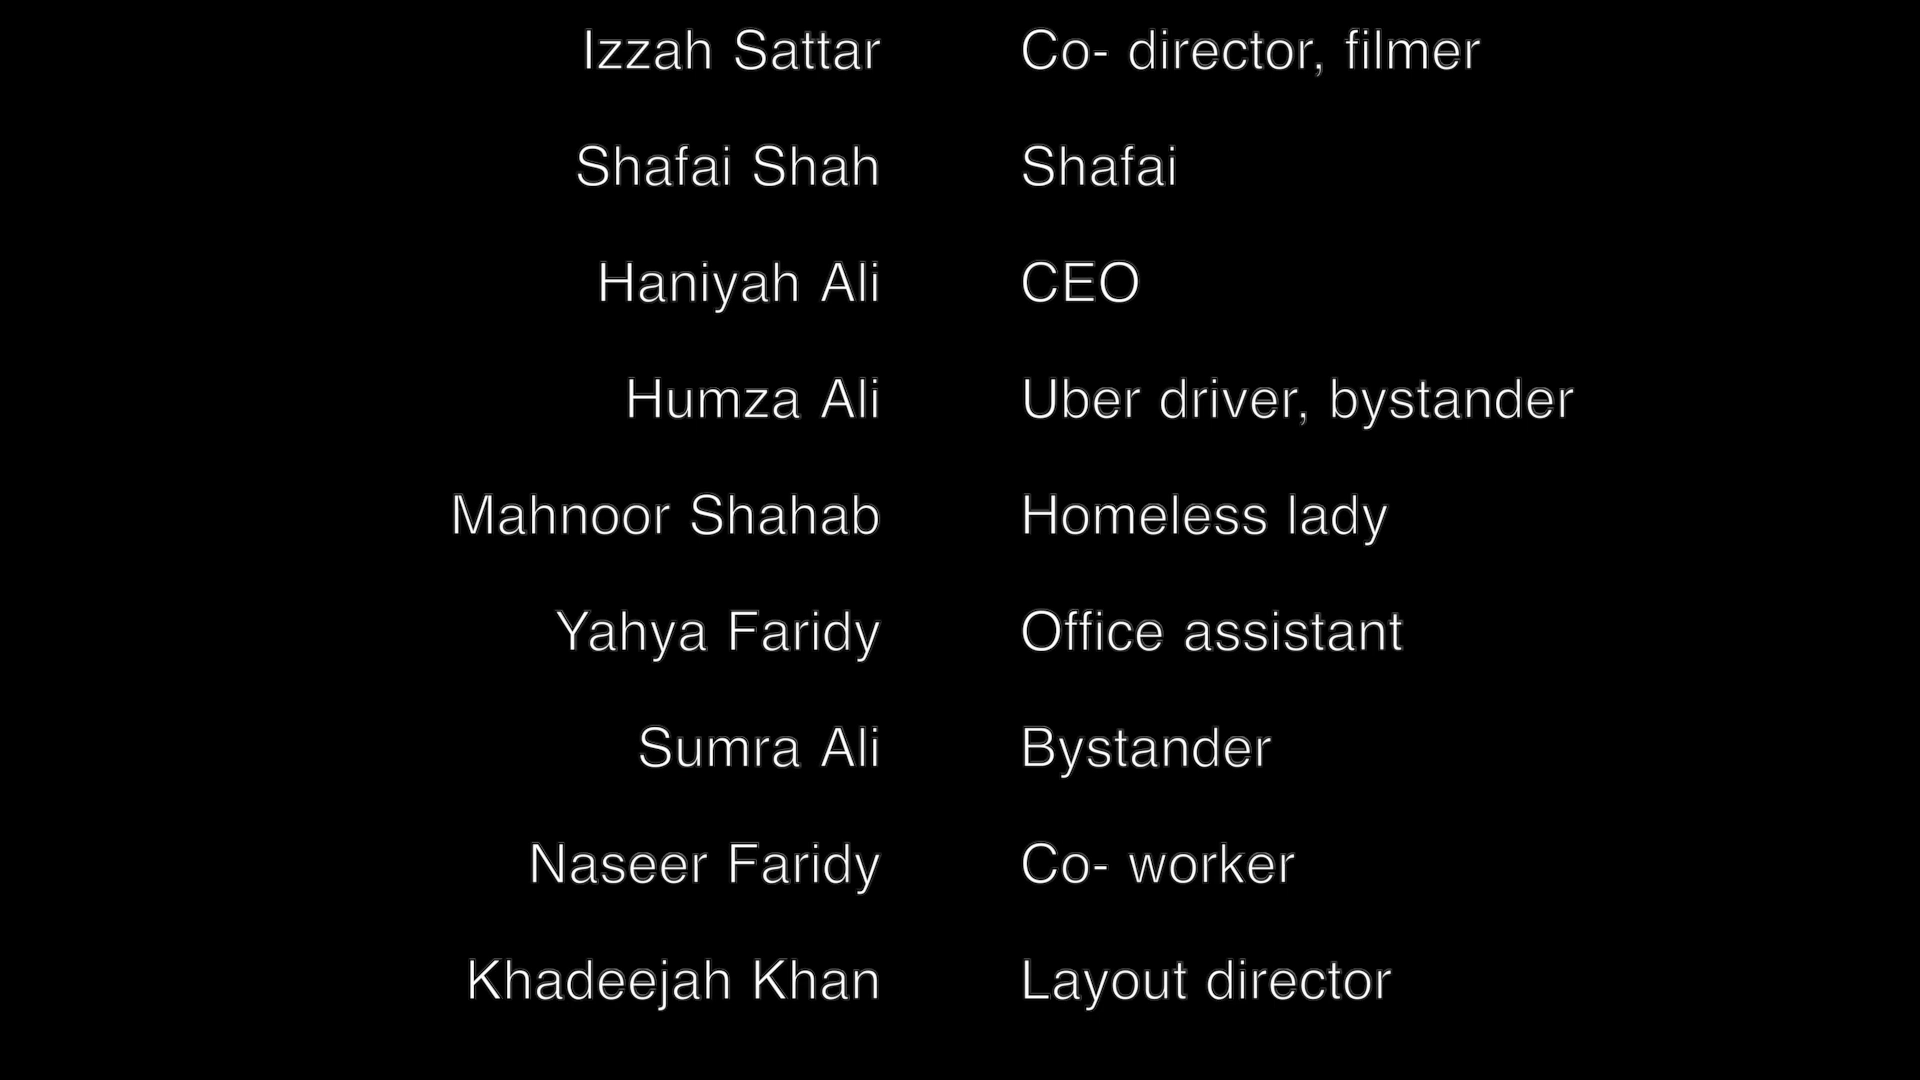 Izzah Sattar Co- director, filmer
Shafai Shah Shafai
Haniyah Ali CEO
Humza Ali Uber driver, bystander
Mahnoor Shahab Homeless lady
Yahya Faridy Office assistant
Sumra Ali Bystander
Naseer Faridy Co- worker
Khadeejah Khan Layout director